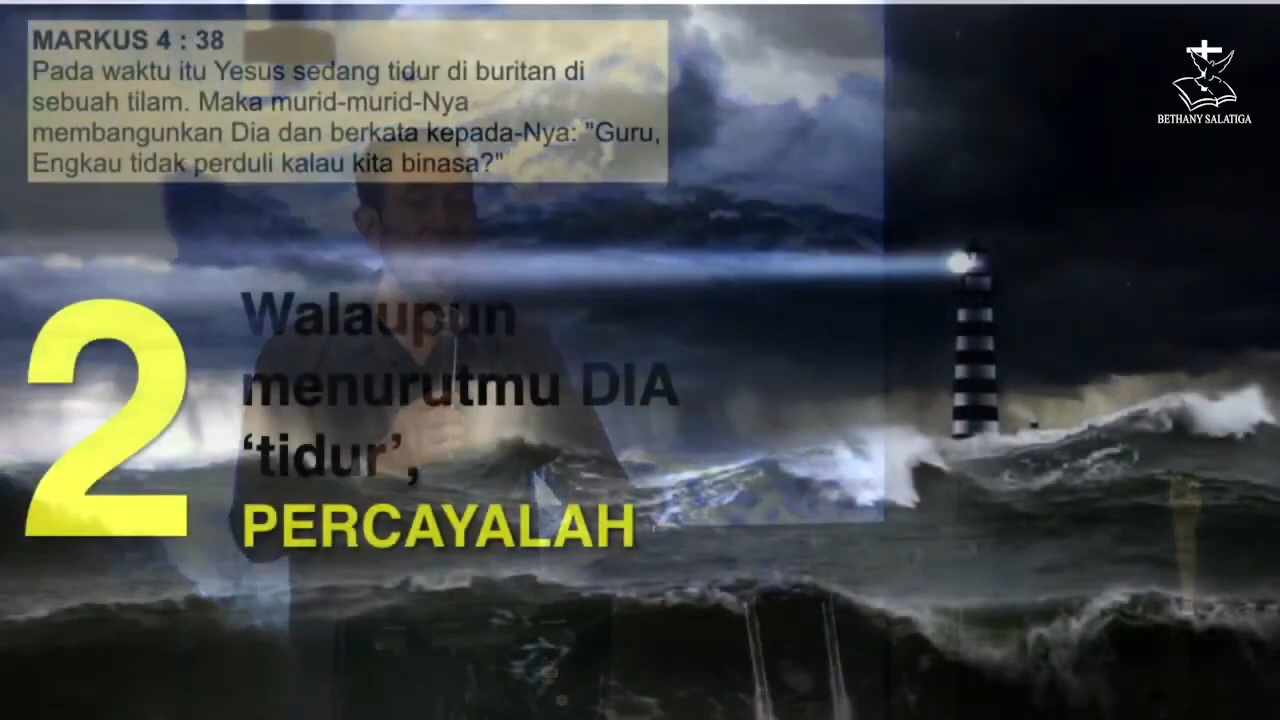 MARKUS 4 : 38
Pada waktu itu Yesus sedang tidur di buritan di
sebuah tilam. Maka murid-murid-Nya
membangunkan Dia dan berkata kepada-Nya: "Guru,
Engkau tidak perduli kalau kita binasa?"
BETHANY SALATIGA
2
Walaupun
menurutmu DIA
‘tidur’,
PERCAYALAH